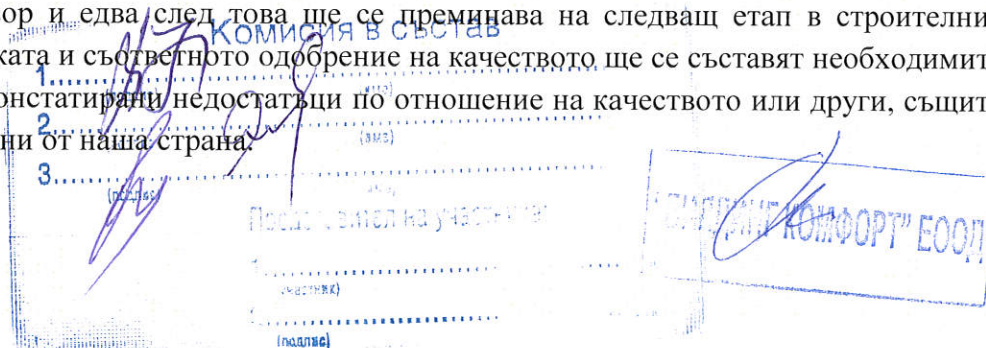 ор и едва след това ще се преминава на следващ етап в строителни
Комисия в състав
ката и съответното одобрение на качеството ще се съставят необходимит
1.
онстатирани недостатъци по отношение на качеството или други, същит
2.
(име)
ни от наша страна.
3.
(подпис)
на участника
1.
участник)
(подпис)
КОМФОРТ" ЕООД